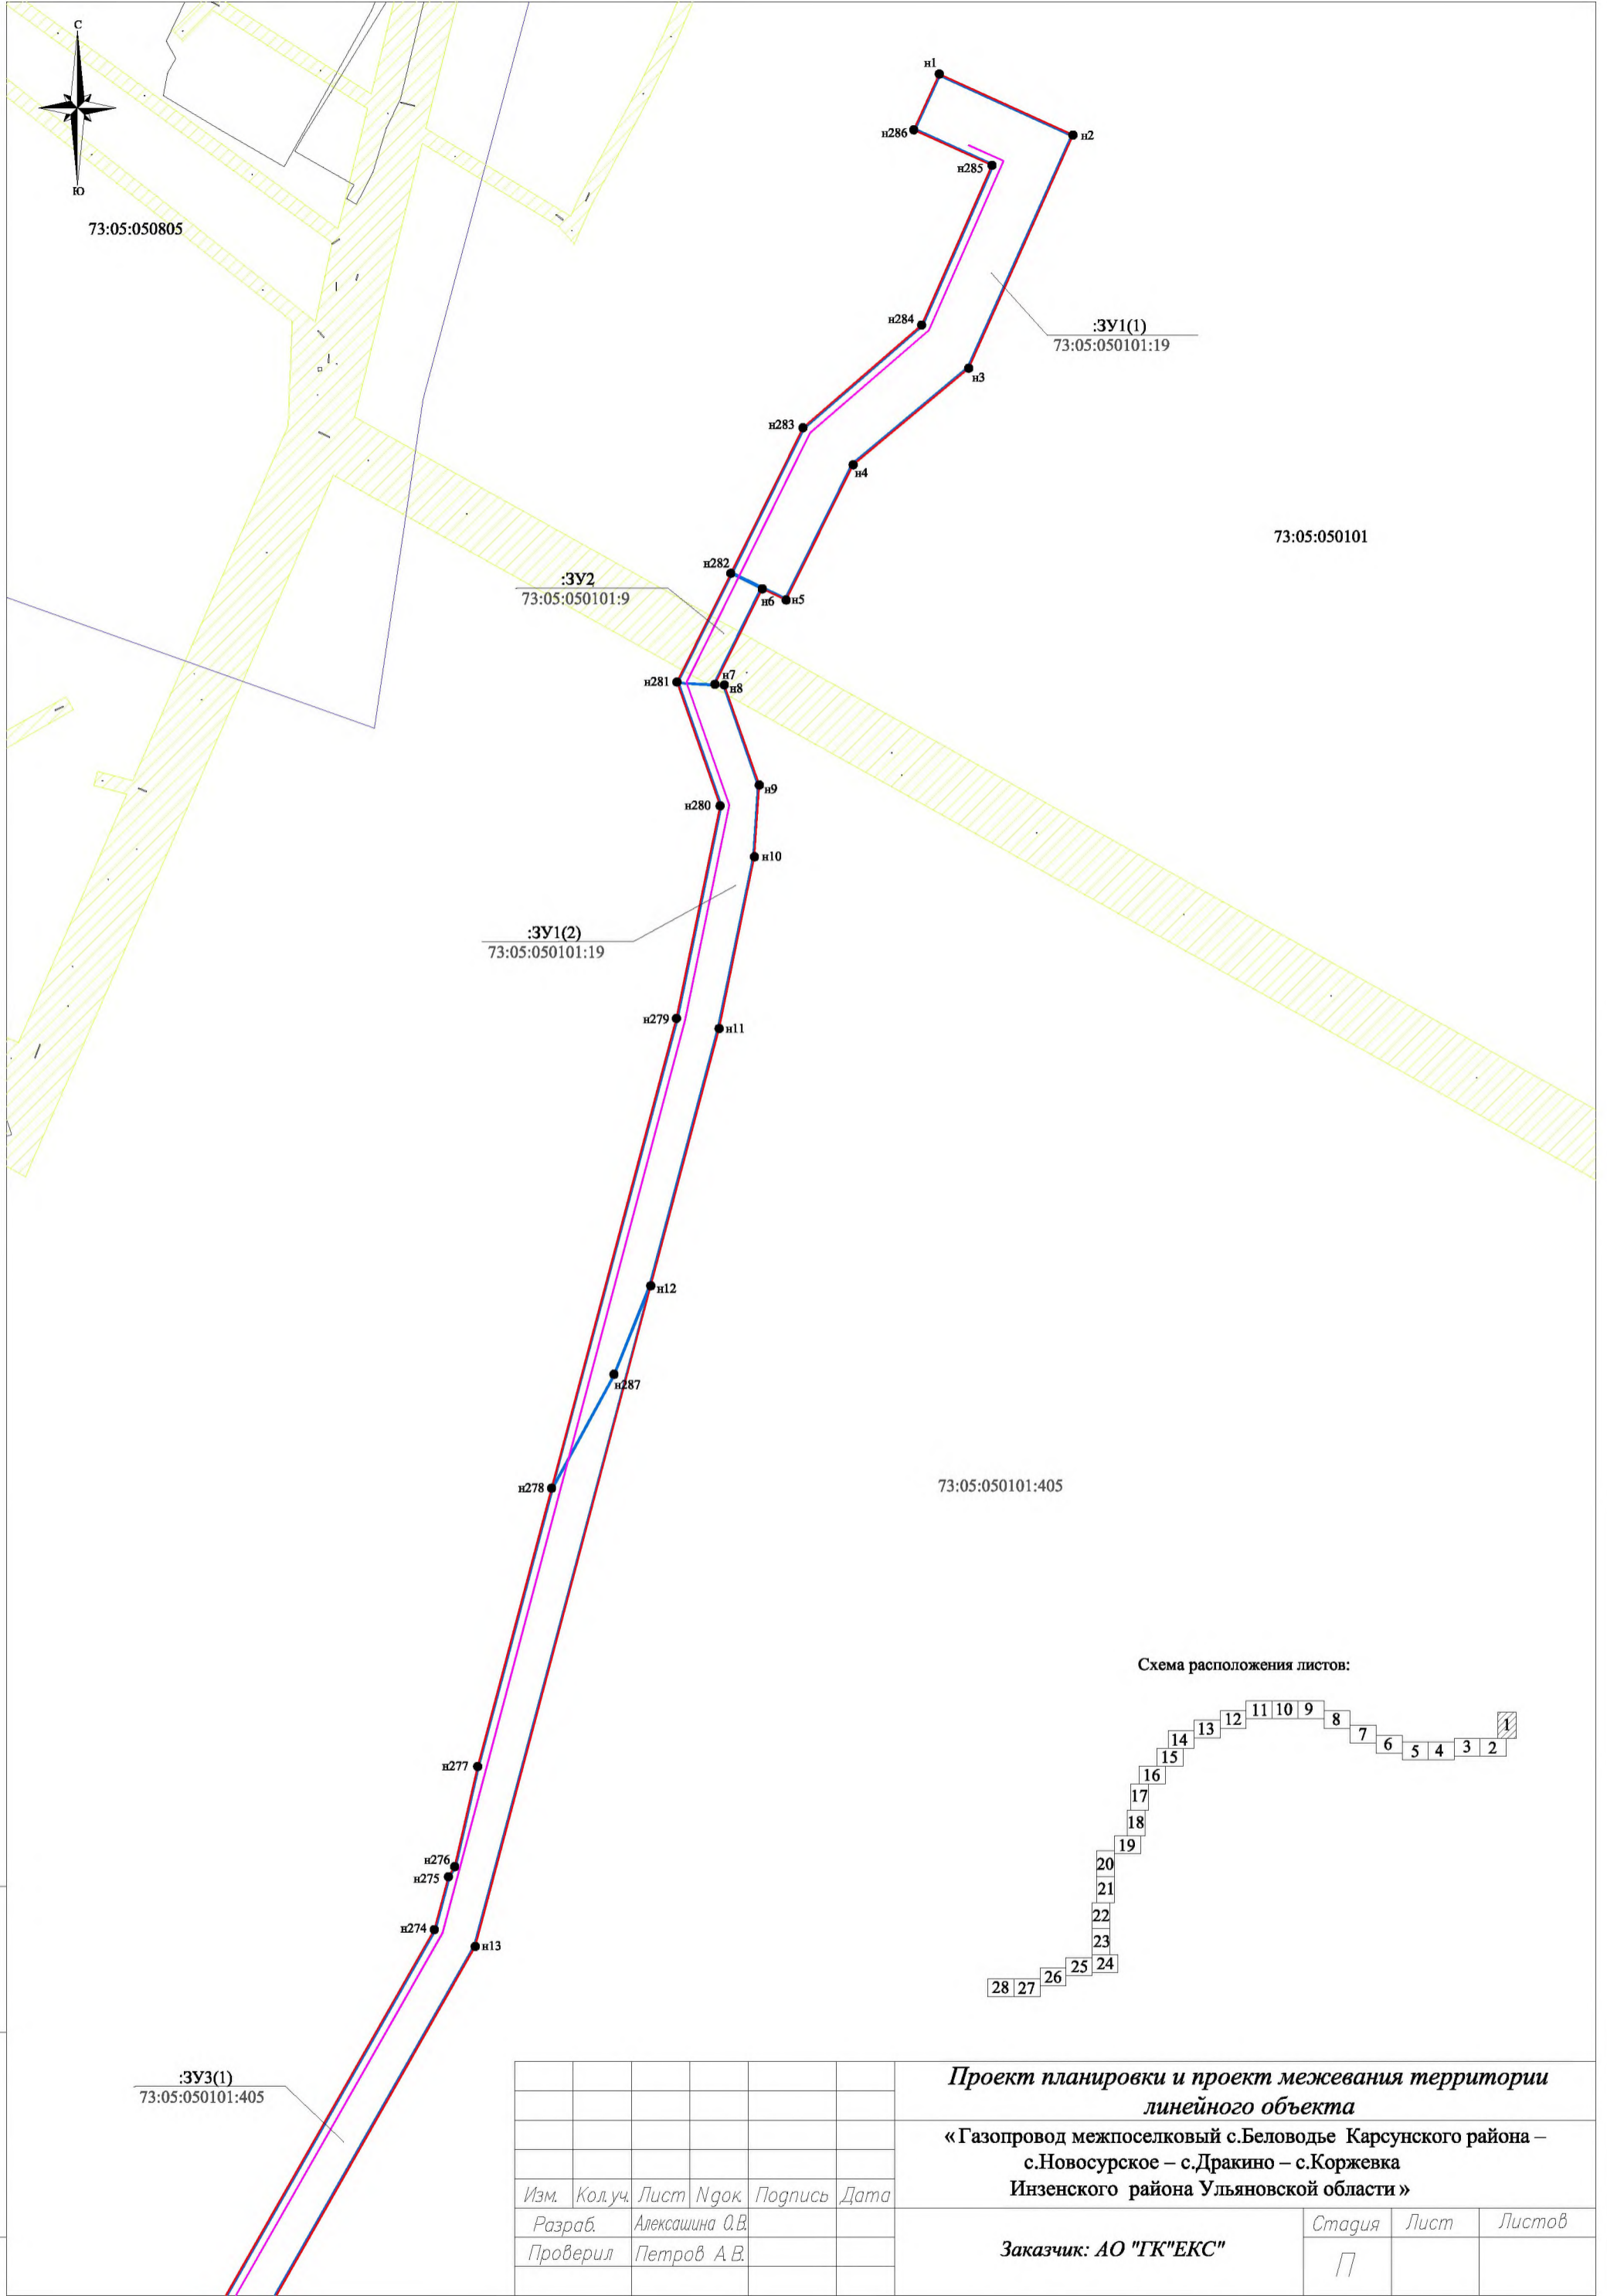 С
Ю
73:05:050805
н1
н2
н286
н285
:ЗУ1(1)
73:05:050101:19
н284
н3
н283
н4
73:05:050101
н282
:ЗУ2
73:05:050101:9
н6
н5
н7
н281
н8
н9
н280
н10
:ЗУ1(2)
73:05:050101:19
н279
н11
н12
н287
н278
73:05:050101:405
Схема расположения листов:
1
2
3
4
5
6
7
8
9
10
11
12
13
14
15
16
17
18
19
20
21
22
23
24
25
26
27
28
н277
н276
н275
н274
н13
:ЗУ3(1)
73:05:050101:405
Проект планировки и проект межевания территории
линейного объекта
« Газопровод межпоселковый с.Беловодье Карсунского района –
с.Новосурское – с.Дракино – с.Коржевка
Инзенского района Ульяновской области »
Изм. Кол.уч. Лист Nдок. Подпись Дата
Разраб. Алексашина О.В.
Проверил Петров А.В.
Заказчик: АО "ГК"ЕКС"
Стадия Лист Листов
П